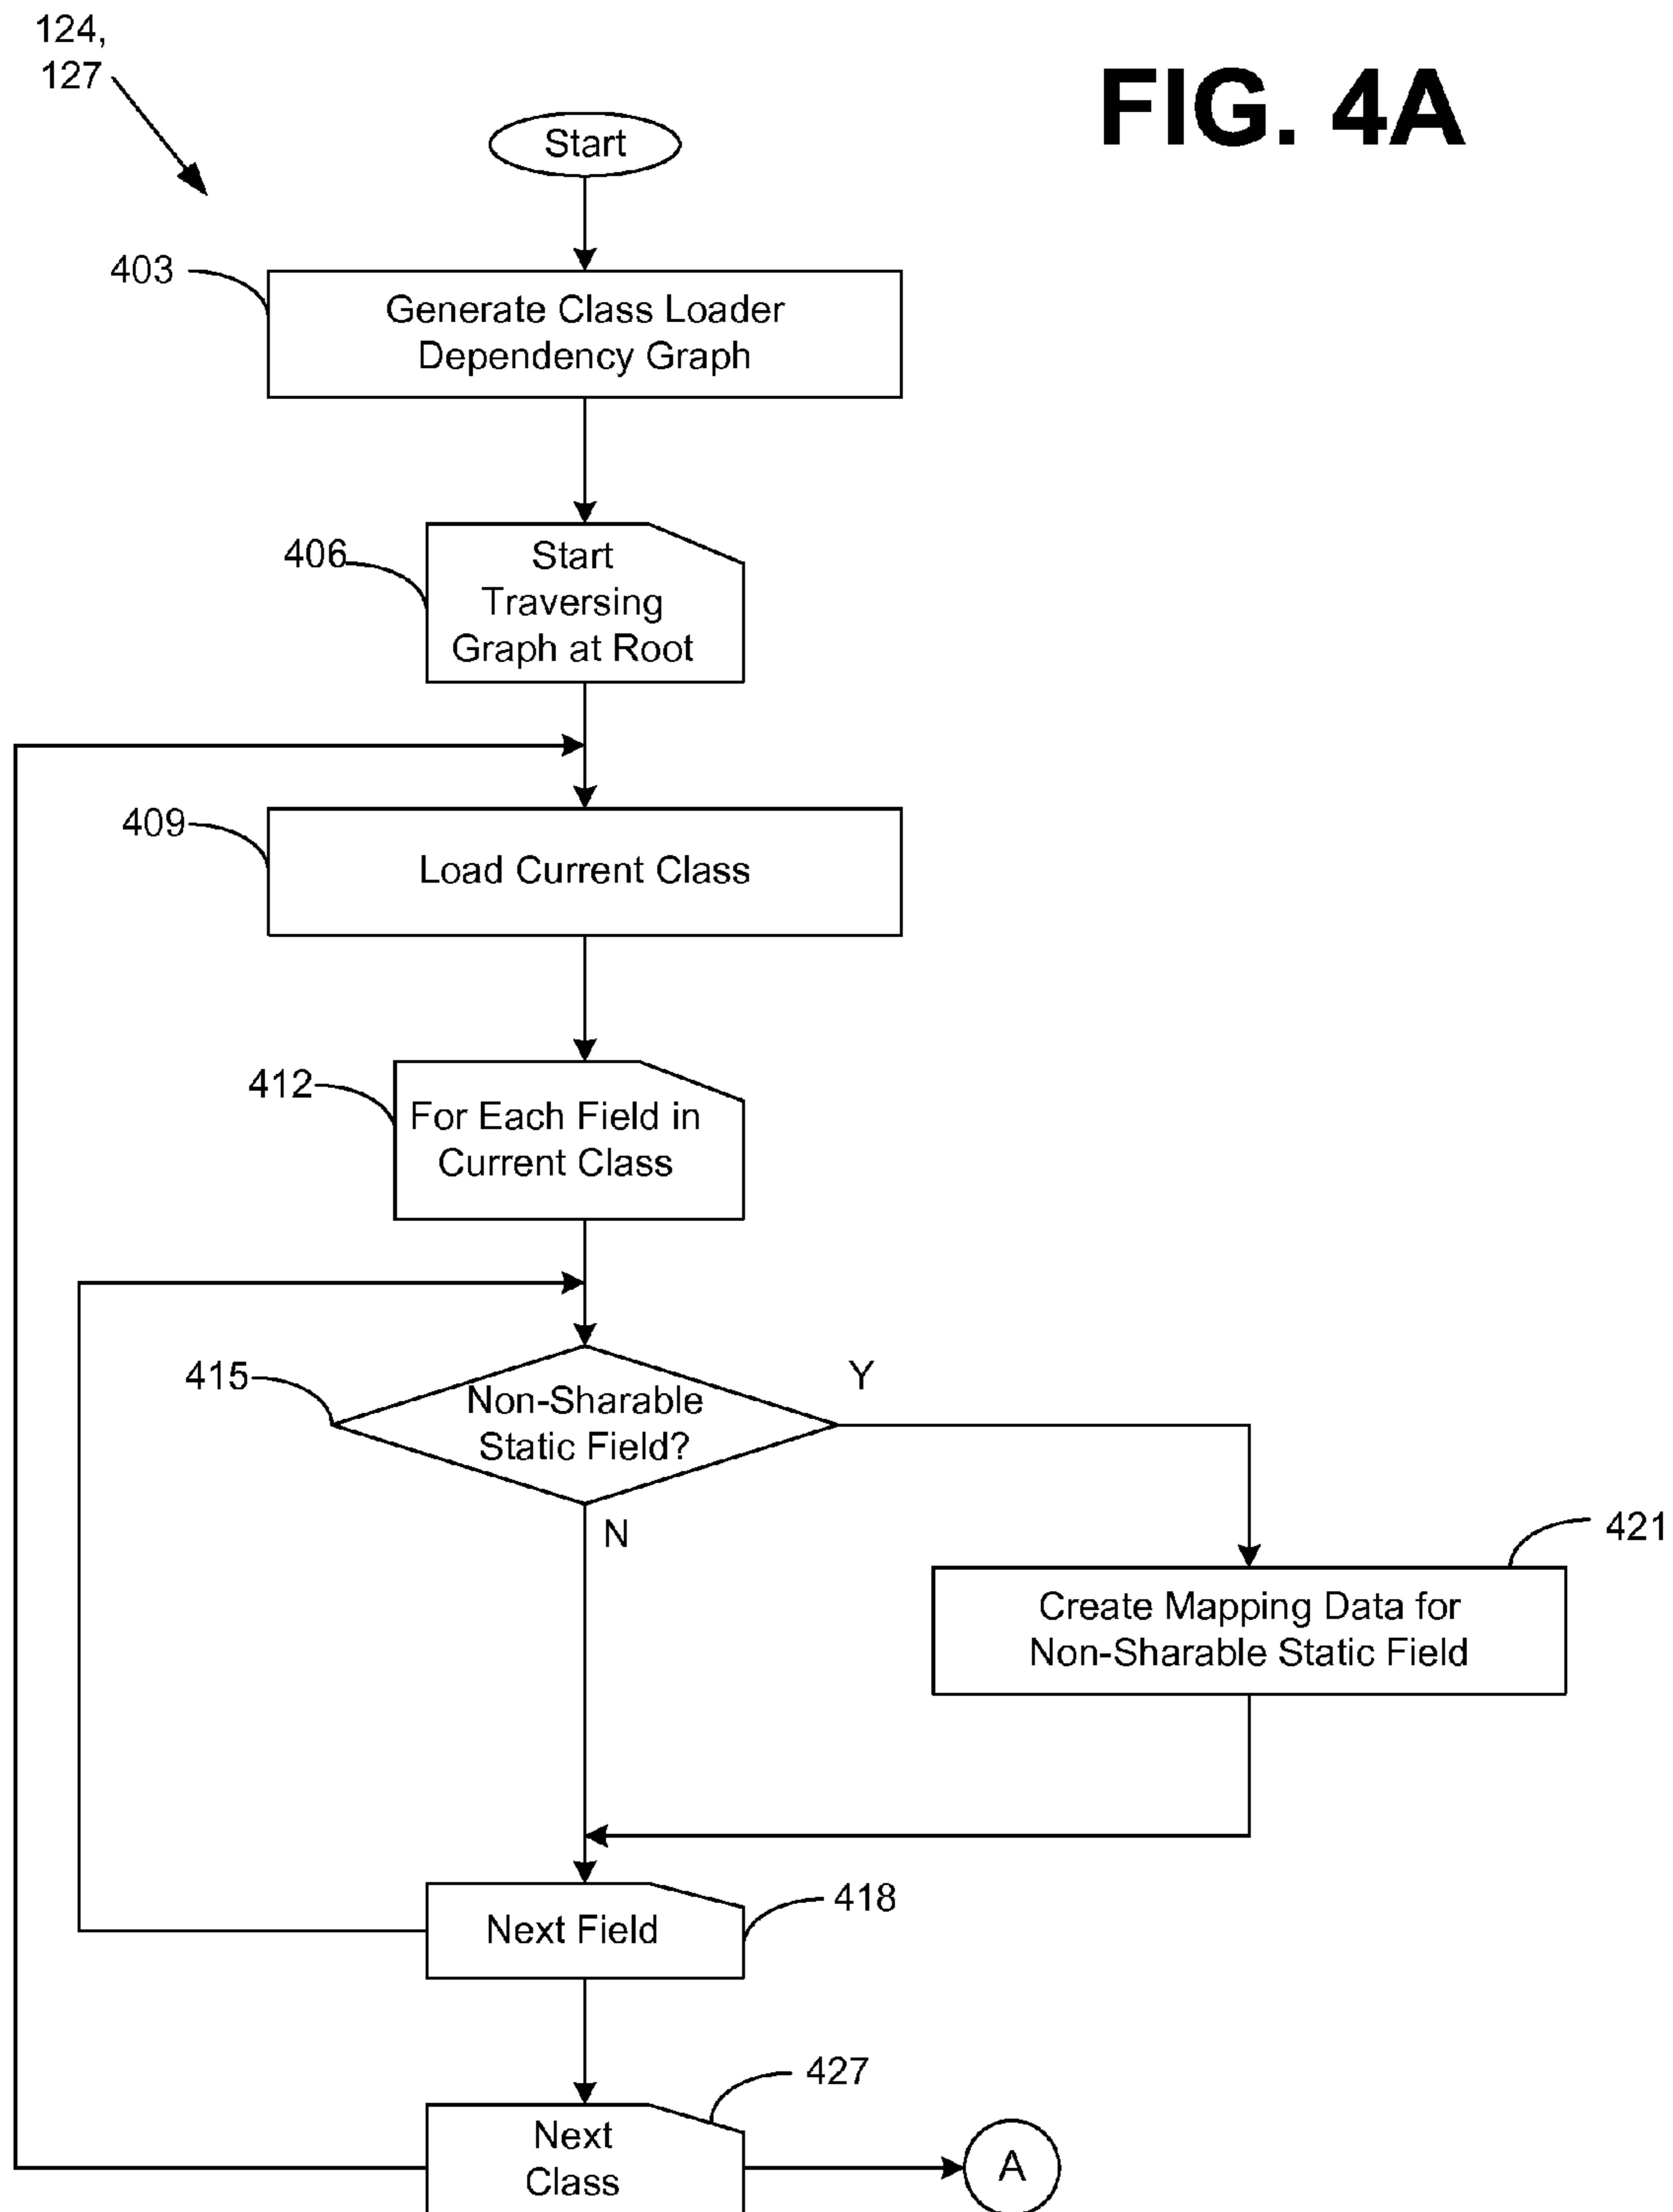 124,
127
FIG. 4A
Start
403
Generate Class Loader
Dependency Graph
406
Start
Traversing
Graph at Root
409
Load Current Class
412
For Each Field in
Current Class
415
Non-Sharable
Static Field?
Y
N
421
Create Mapping Data for
Non-Sharable Static Field
Next Field
418
427
Next
Class
A